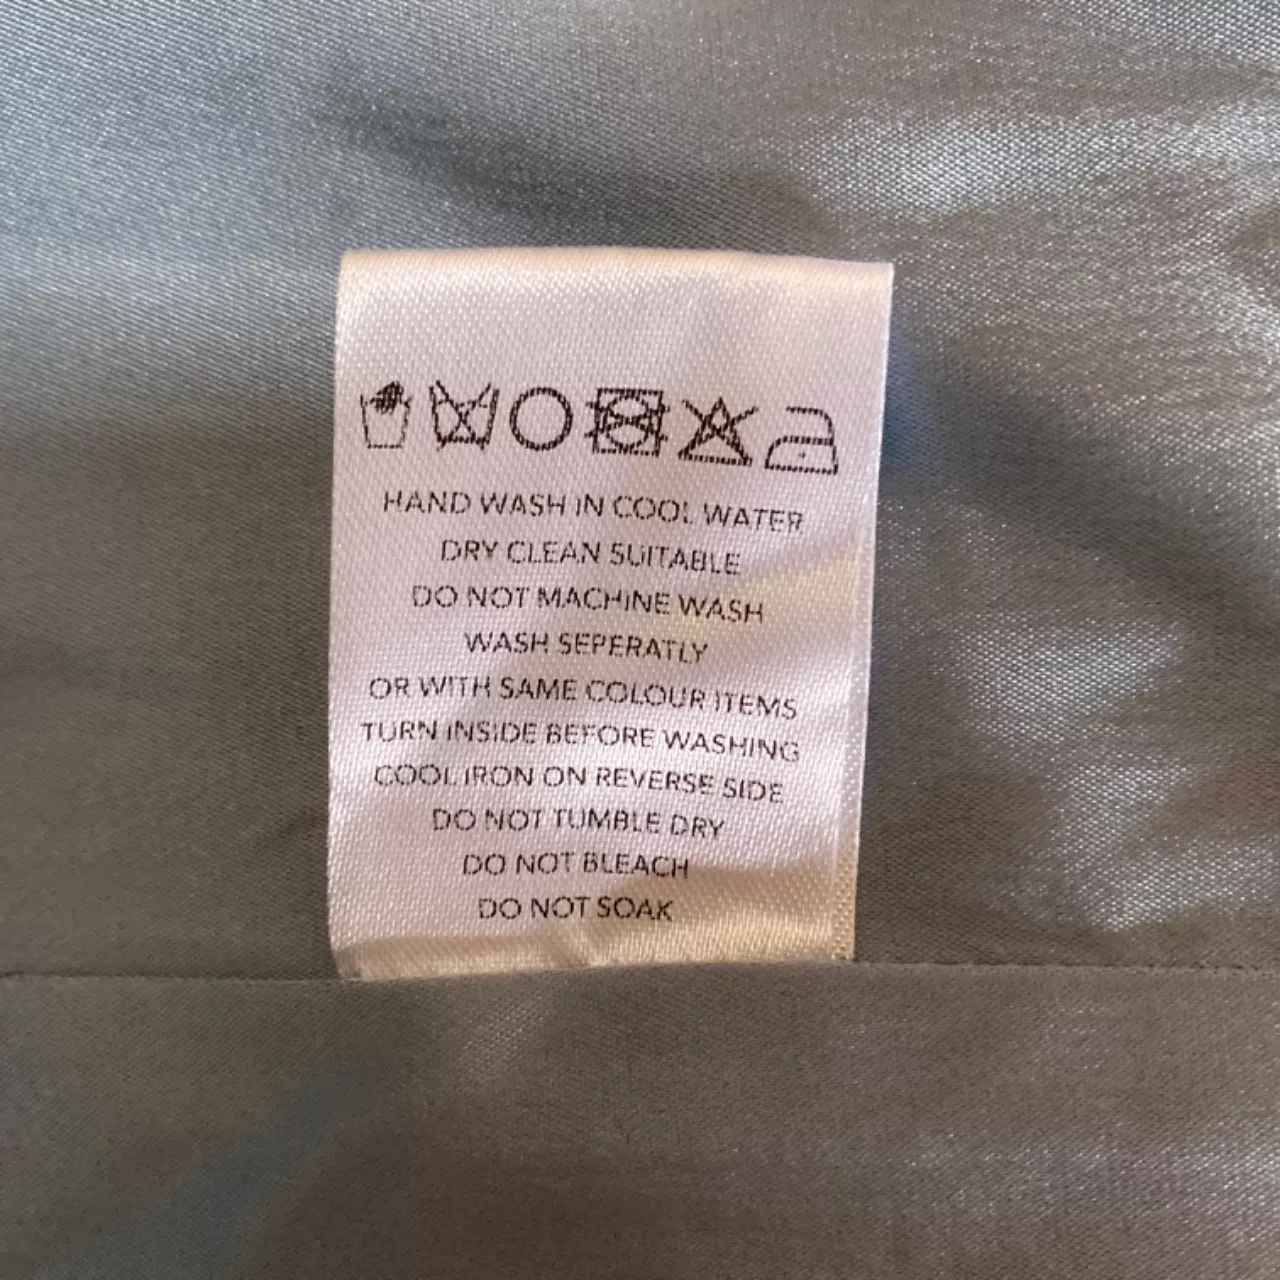 HAND WASH IN COOL WATER
DRY CLEAN SUITABLE
DO NOT MACHINE WASH
WASH SEPERATLY
OR WITH SAME COLOUR ITEMS
TURN INSIDE BEFORE WASHING
COOL IRON ON REVERSE SIDE
DO NOT TUMBLE DRY
DO NOT BLEACH
DO NOT SOAK